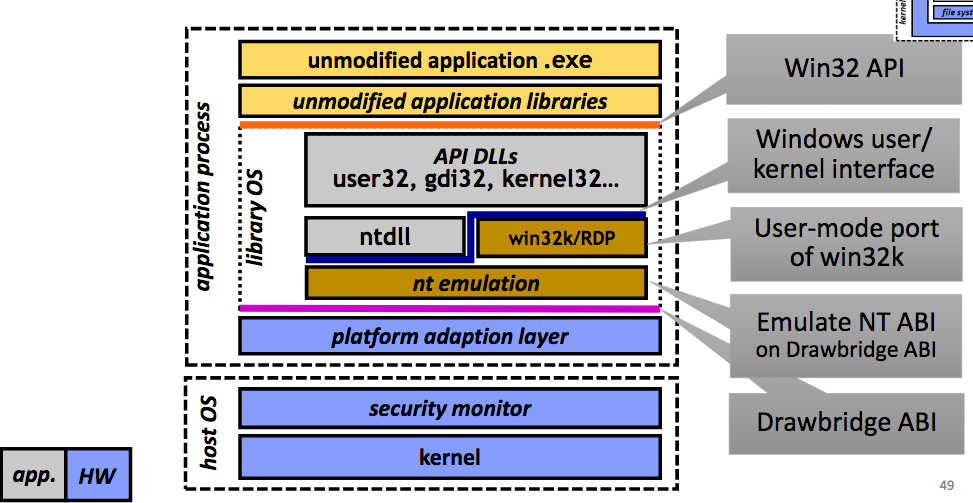 file syst
kernel
unmodified application .exe
unmodified application libraries
application process
library OS
API DLLs
user32, gdi32, kernel32…
ntdll
win32k/RDP
nt emulation
platform adaption layer
host OS
security monitor
kernel
Win32 API
Windows user/
kernel interface
User-mode port
of win32k
Emulate NT ABI
on Drawbridge ABI
Drawbridge ABI
app.
HW
49